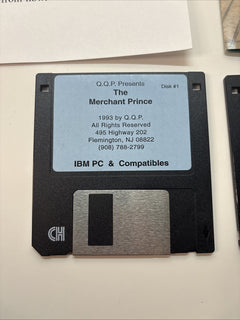 Q.Q.P. Presents
The
Disk #1
Merchant Prince
1993 by Q.Q.P.
All Rights Reserved
495 Highway 202
Flemington, NJ 08822
(908) 788-2799
IBM PC & Compatibles
CH